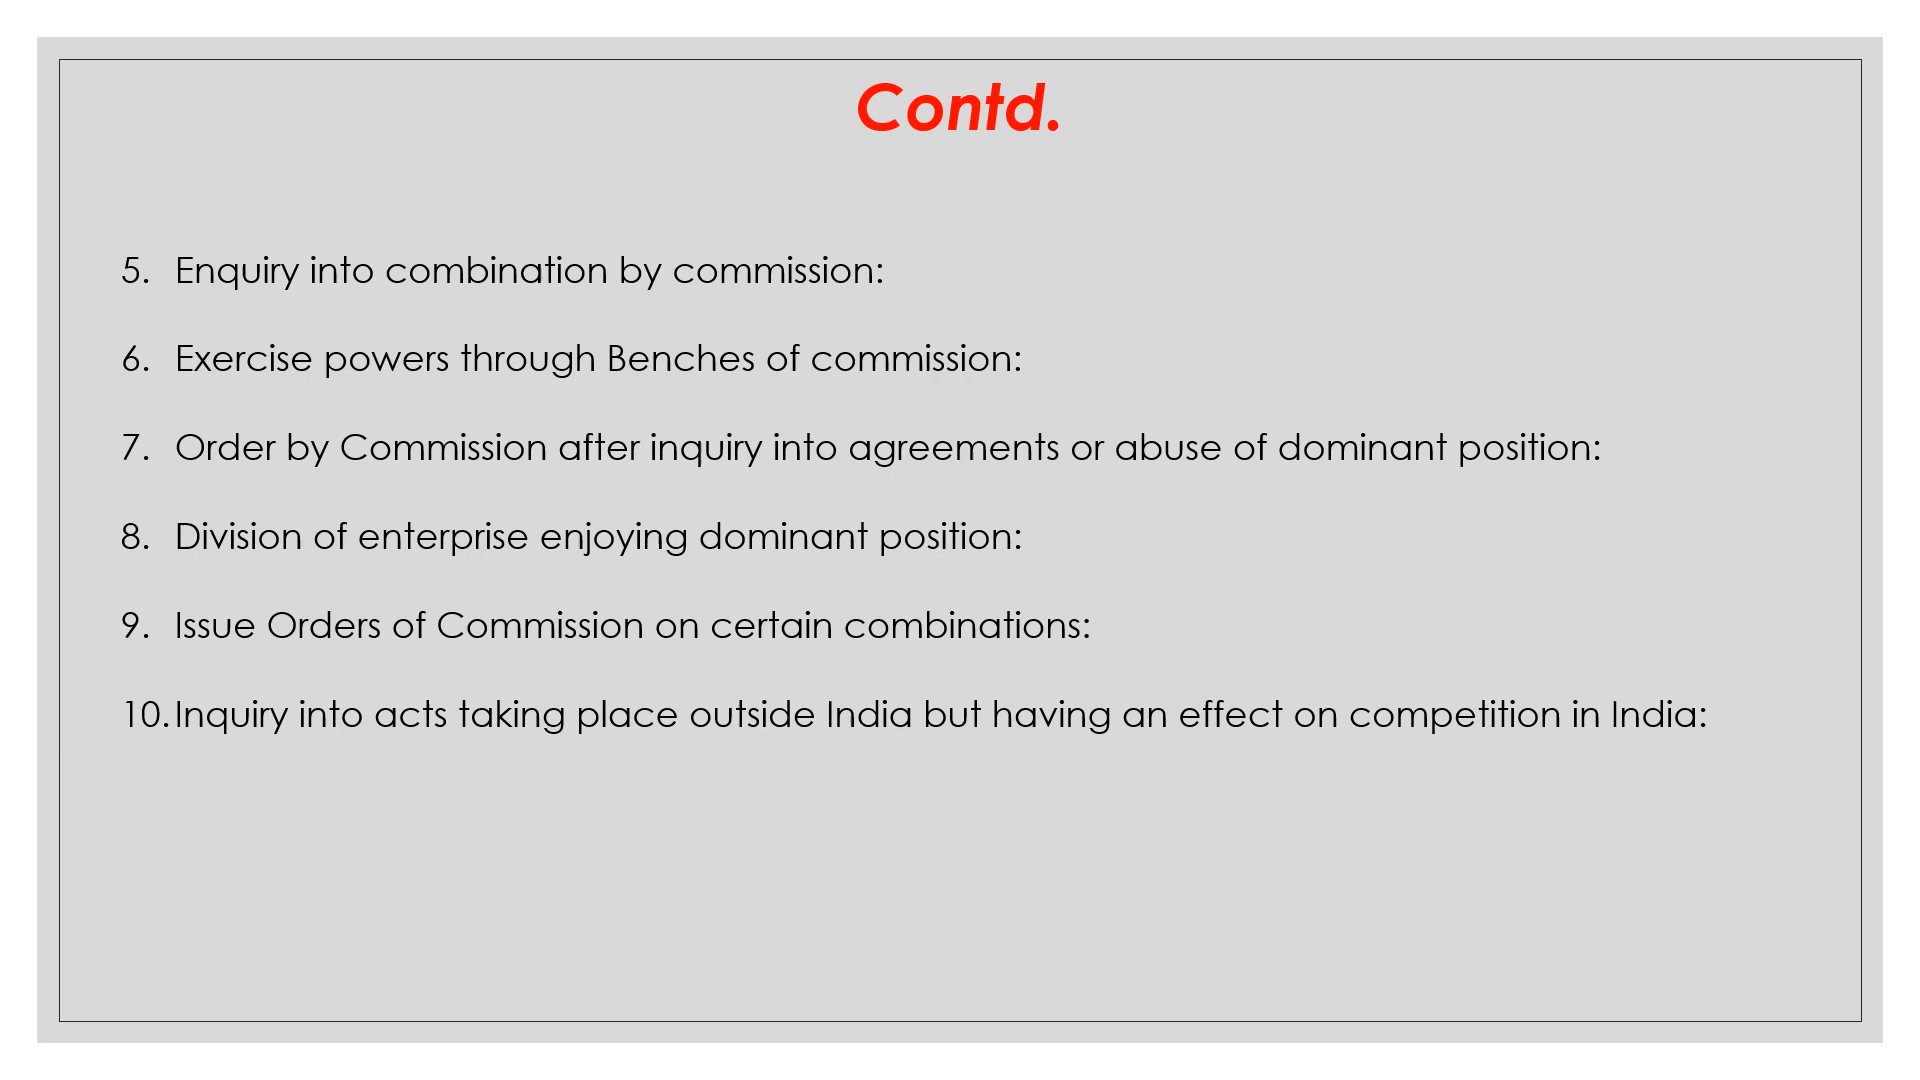 Contd.
5. Enquiry into combination by commission:
6. Exercise powers through Benches of commission:
7. Order by Commission after inquiry into agreements or abuse of dominant position:
8. Division of enterprise enjoying dominant position:
9. Issue Orders of Commission on certain combinations:
10. Inquiry into acts taking place outside India but having an effect on competition in India: